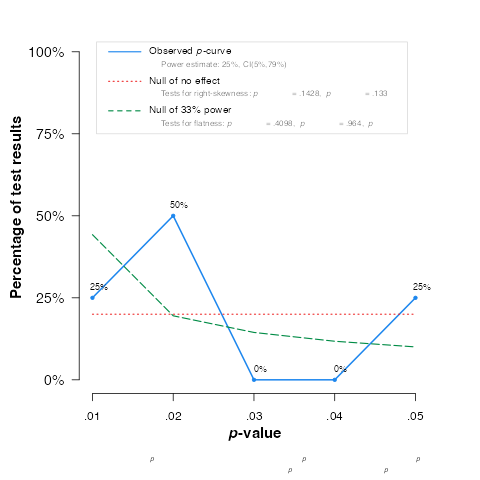 Observed p-curve
Power estimate: 25%, CI(5%,79%)
Null of no effect
Tests for right-skewness: p = .1428, p = .133
Null of 33% power
Tests for flatness: p = .4098, p = .964, p
100%
75%
50%
25%
0%
Percentage of test results
25%
50%
0%
0%
25%
.01 .02 .03 .04 .05
p-value
p p p
p p